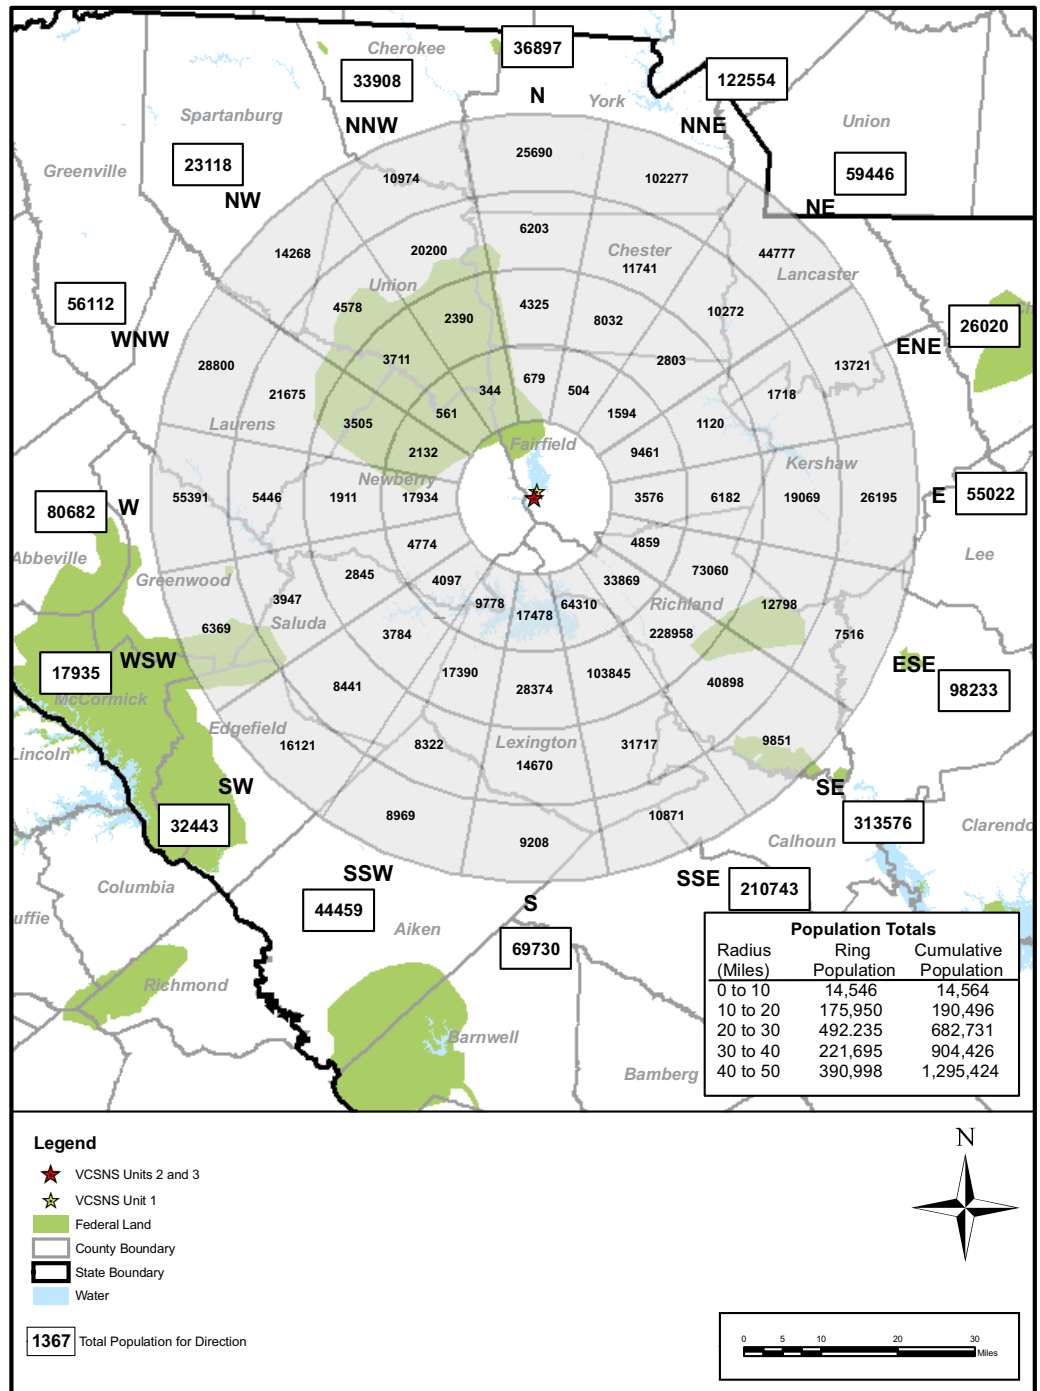 Cherokee
36897
33908
122554
N
York
Spartanburg
NNW
NNE
Union
Greenville
23118
25690
59446
10974
102277
NW
NE
6203
14268
20200
Chester
44777
11741
Lancaster
Union
56112
4578
2390
4325
10272
26020
WNW
8032
ENE
28800
3711
2803
13721
21675
344
679
504
1718
561
1594
Laurens
3505
1120
Fairfield
2132
9461
Kershaw
Newberry
55391
5446
1911
17934
3576
6182
19069
26195
E
55022
80682
W
4774
4859
Abbeville
Lee
Greenwood
2845
4097
33869
73060
3947
9778
17478
64310
Richland
12798
Saluda
6369
3784
228958
7516
WSW
ESE
17935
17390
103845
98233
McCormick
8441
28374
40898
Edgefield
16121
8322
Lexington
31717
9851
Lincoln
14670
SW
SE
32443
8969
10871
313576
9208
Calhoun
Clarendo
SSW
SSE
Columbia
210743
44459
S
uffie
Aiken
69730
Richmond
Barnwell
Bamberg
Population Totals
Radius Ring Cumulative
(Miles) Population Population
0 to 10 14,546 14,564
10 to 20 175,950 190,496
20 to 30 492.235 682,731
30 to 40 221,695 904,426
40 to 50 390,998 1,295,424
Legend
VCSNS Units 2 and 3
VCSNS Unit 1
Federal Land
County Boundary
State Boundary
Water
1367 Total Population for Direction
N
0 5 10 20 30
Miles